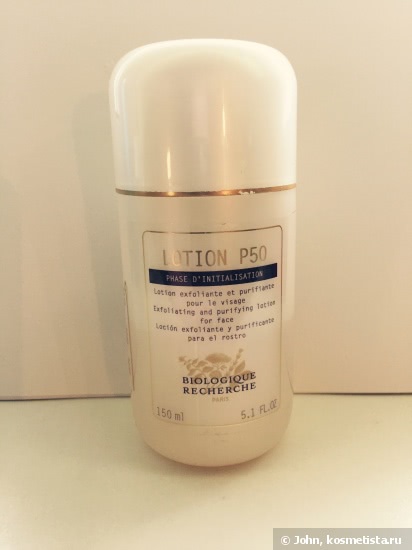 LOTION P50
PHASE D'INITIALISATION
Lotion exfoliante et purifiante
pour le visage
Exfoliating and purifying lotion
for face
Loción exfoliante y purificante
para el rostro
BIOLOGIQUE
RECHERCHE
PARIS
150 ml
5.1 FL.OZ
© John, kosmetista.ru